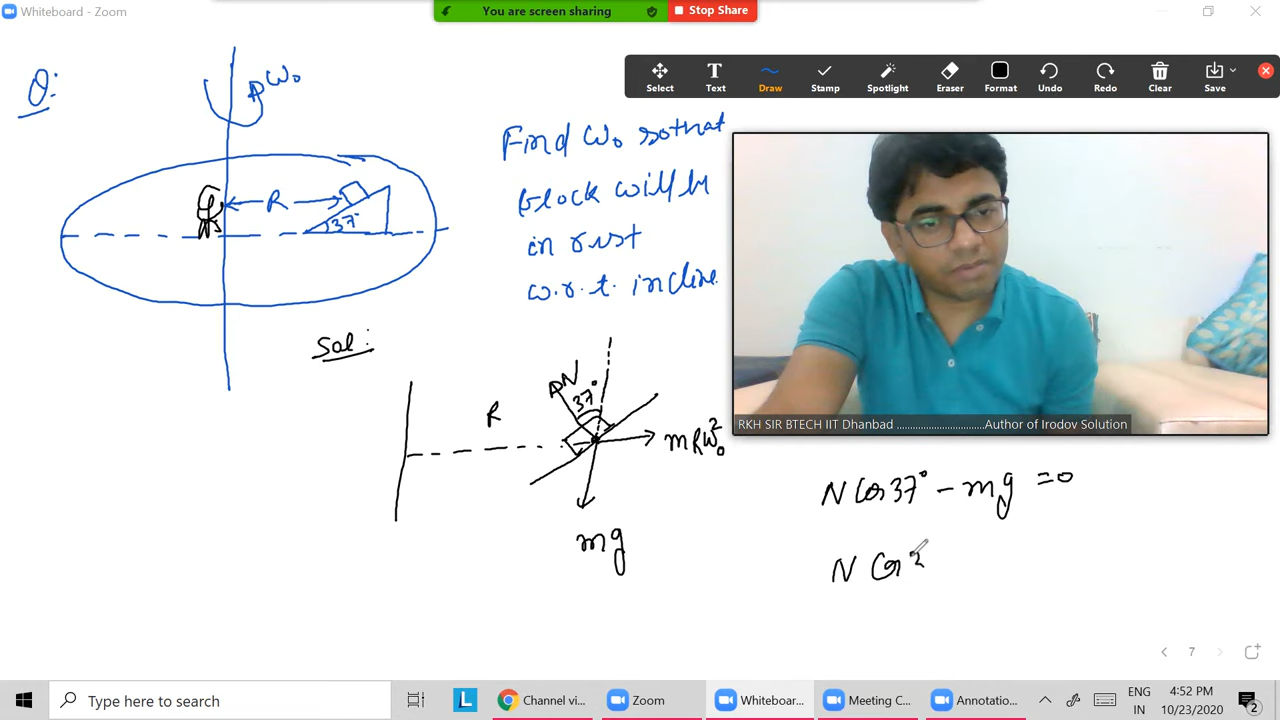 Whiteboard - Zoom
You are screen sharing
Stop Share
Select
Text
Draw
Stamp
Spotlight
Eraser
Format
Undo
Redo
Clear
Save
Q:
ω₀
R
37°
Find ω₀ so that
block will be
in rest
w.r.t. incline.
Sol:
N
37°
R
mRω₀²
mg
RKH SIR BTECH IIT Dhanbad .......................Author of Irodov Solution
N Cos 37° - mg = 0
N Cos 3
7
Type here to search
L
Channel vi...
Zoom
Whiteboar...
Meeting C...
Annotatio...
ENG
IN
4:52 PM
10/23/2020
2